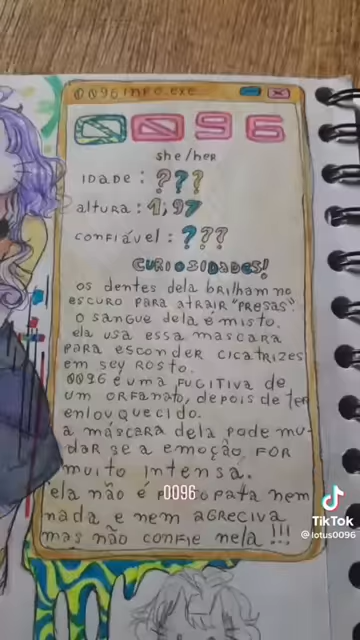 0096 INFO.exe
0096
she/her
IDADE : ???
altura : 1,97
confiável : ???
CURIOSIDADES!
os dentes dela brilham no
escuro para atrair "presas".
o sangue dela é misto.
ela usa essa mascara
para esconder cicatrizes
em seu rosto.
0096 é uma fugitiva de
um orfanato, depois de ter
enlouquecido.
a máscara dela pode mu-
dar se a emoção for
muito intensa.
ela não é
0096
pata nem
nada e nem agreciva
mas não confie nela !!!
TikTok
@lotus0096